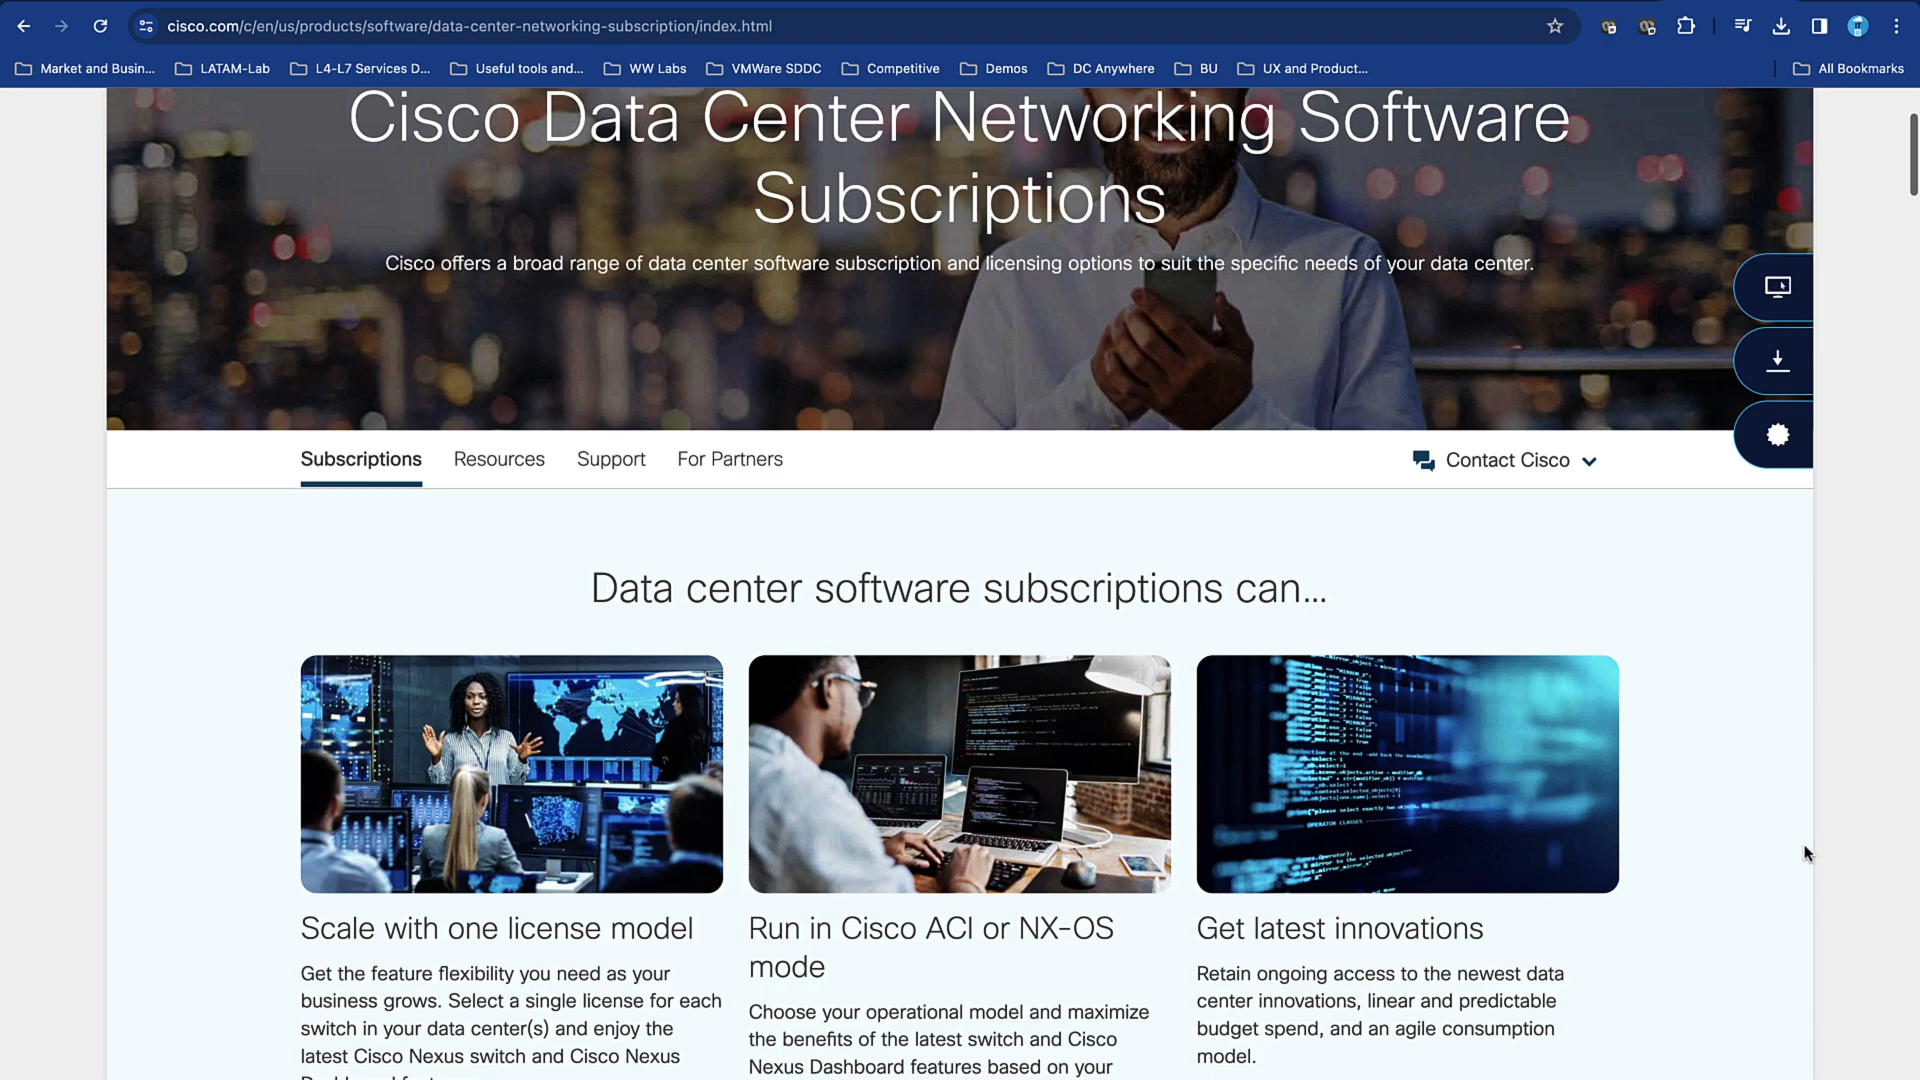 cisco.com/c/en/us/products/software/data-center-networking-subscription/index.html
Market and Busin... LATAM-Lab L4-L7 Services D... Useful tools and... WW Labs VMWare SDDC Competitive Demos DC Anywhere BU UX and Product... All Bookmarks
Cisco Data Center Networking Software
Subscriptions
Cisco offers a broad range of data center software subscription and licensing options to suit the specific needs of your data center.
Subscriptions Resources Support For Partners Contact Cisco
Data center software subscriptions can...
Scale with one license model
Get the feature flexibility you need as your
business grows. Select a single license for each
switch in your data center(s) and enjoy the
latest Cisco Nexus switch and Cisco Nexus
Run in Cisco ACI or NX-OS
mode
Choose your operational model and maximize
the benefits of the latest switch and Cisco
Nexus Dashboard features based on your
Get latest innovations
Retain ongoing access to the newest data
center innovations, linear and predictable
budget spend, and an agile consumption
model.